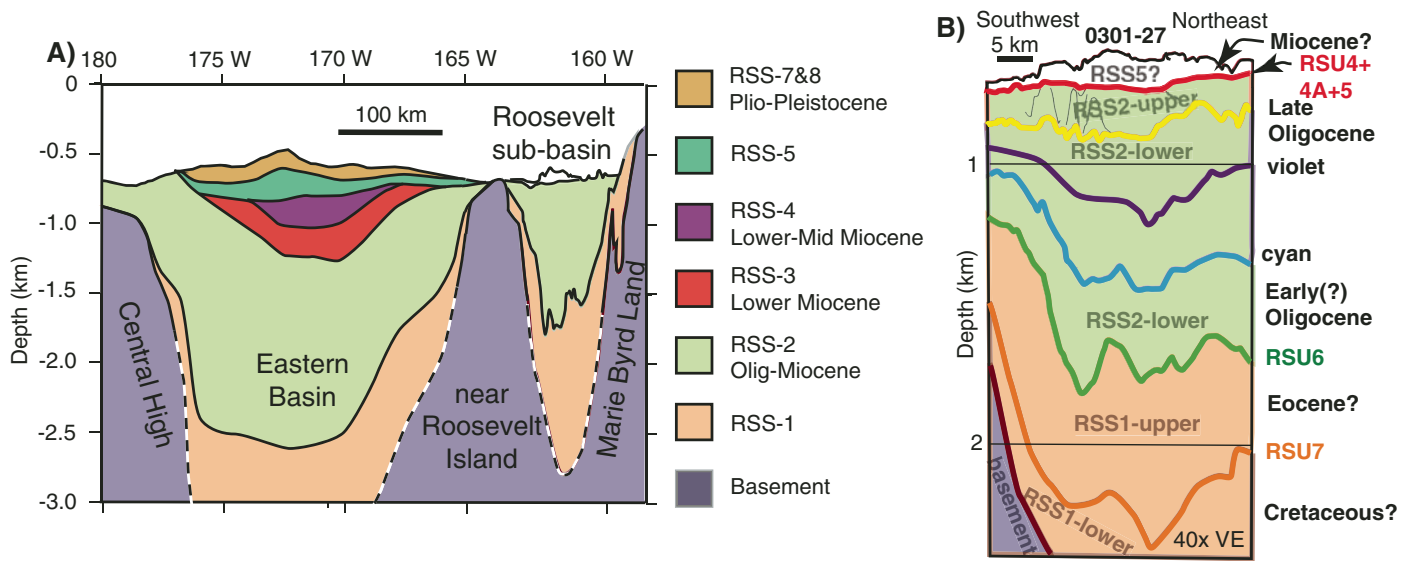 A)
180
175 W
170 W
165 W
160 W
0
-0.5
-1.0
-1.5
-2.0
-2.5
-3.0
Depth (km)
100 km
Roosevelt
sub-basin
Central High
Eastern
Basin
near
Roosevelt
Island
Marie Byrd Land
RSS-7&8
Plio-Pleistocene
RSS-5
RSS-4
Lower-Mid Miocene
RSS-3
Lower Miocene
RSS-2
Olig-Miocene
RSS-1
Basement
B)
Southwest
Northeast
5 km
0301-27
Miocene?
RSU4+
4A+5
RSS5?
RSS2-upper
Late
Oligocene
RSS2-lower
1
violet
cyan
Depth (km)
Early(?)
Oligocene
RSS2-lower
RSU6
Eocene?
RSS1-upper
2
RSU7
basement
RSS1-lower
Cretaceous?
40x VE